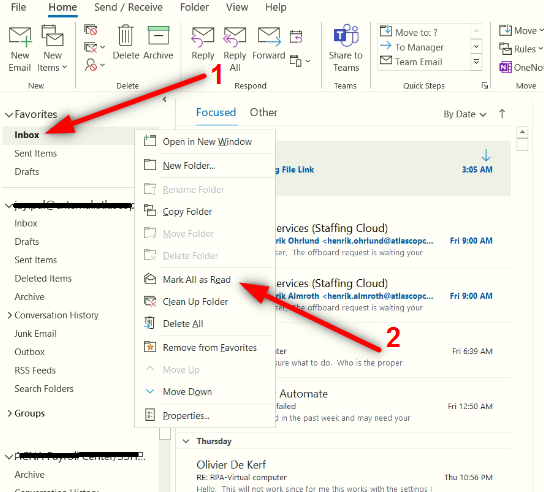 File Home Send / Receive Folder View Help
New Email New Items Delete Archive Reply Reply All Forward Share to Teams Move to: ? To Manager Team Email Move Rules OneNot
New Delete Respond Teams Quick Steps
1
Favorites
Inbox
Sent Items
Drafts
Inbox
Drafts
Sent Items
Deleted Items
Archive
Conversation History
Junk Email
Outbox
RSS Feeds
Search Folders
Groups
Archive
Open in New Window
New Folder...
Rename Folder
Copy Folder
Move Folder
Delete Folder
Mark All as Read
Clean Up Folder
Delete All
Remove from Favorites
Move Up
Move Down
Properties...
2
Focused Other By Date
g File Link 3:05 AM
ervices (Staffing Cloud)
rik Ohrlund <henrik.ohrlund@atlascopc... Fri 9:00 AM
ser, The offboard request is waiting your
ervices (Staffing Cloud)
rik Almroth <henrik.almroth@atlascopc... Fri 9:00 AM
ser, The offboard request is waiting your
ter Fri 6:39 AM
sure what to do. Who is the proper
Automate
failed Fri 12:50 AM
d in the past week and may need your
Thursday
Olivier De Kerf
RE: RPA-Virtual computer Thu 10:56 PM
Hello, This will not work since for me this works with the settings I